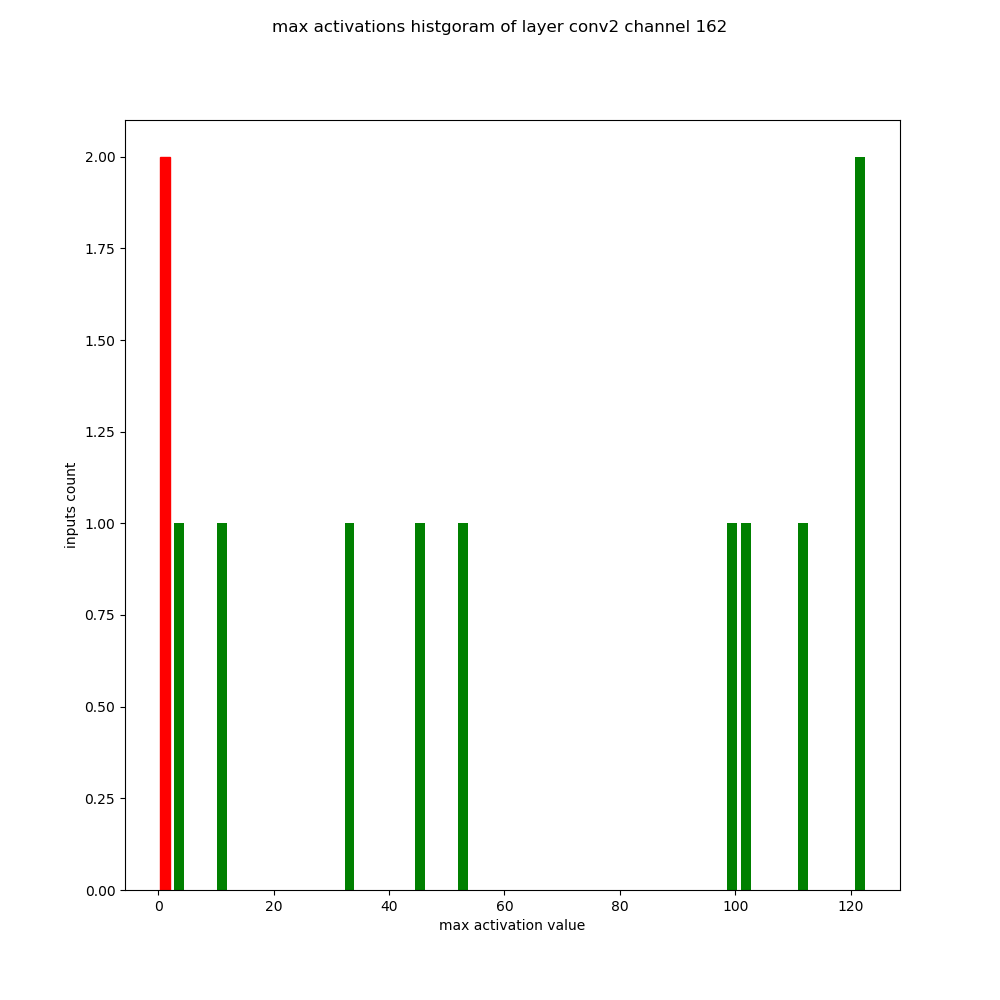 max activations histgoram of layer conv2 channel 162
2.00
1.75
1.50
1.25
1.00
0.75
0.50
0.25
0.00
inputs count
0 20 40 60 80 100 120
max activation value